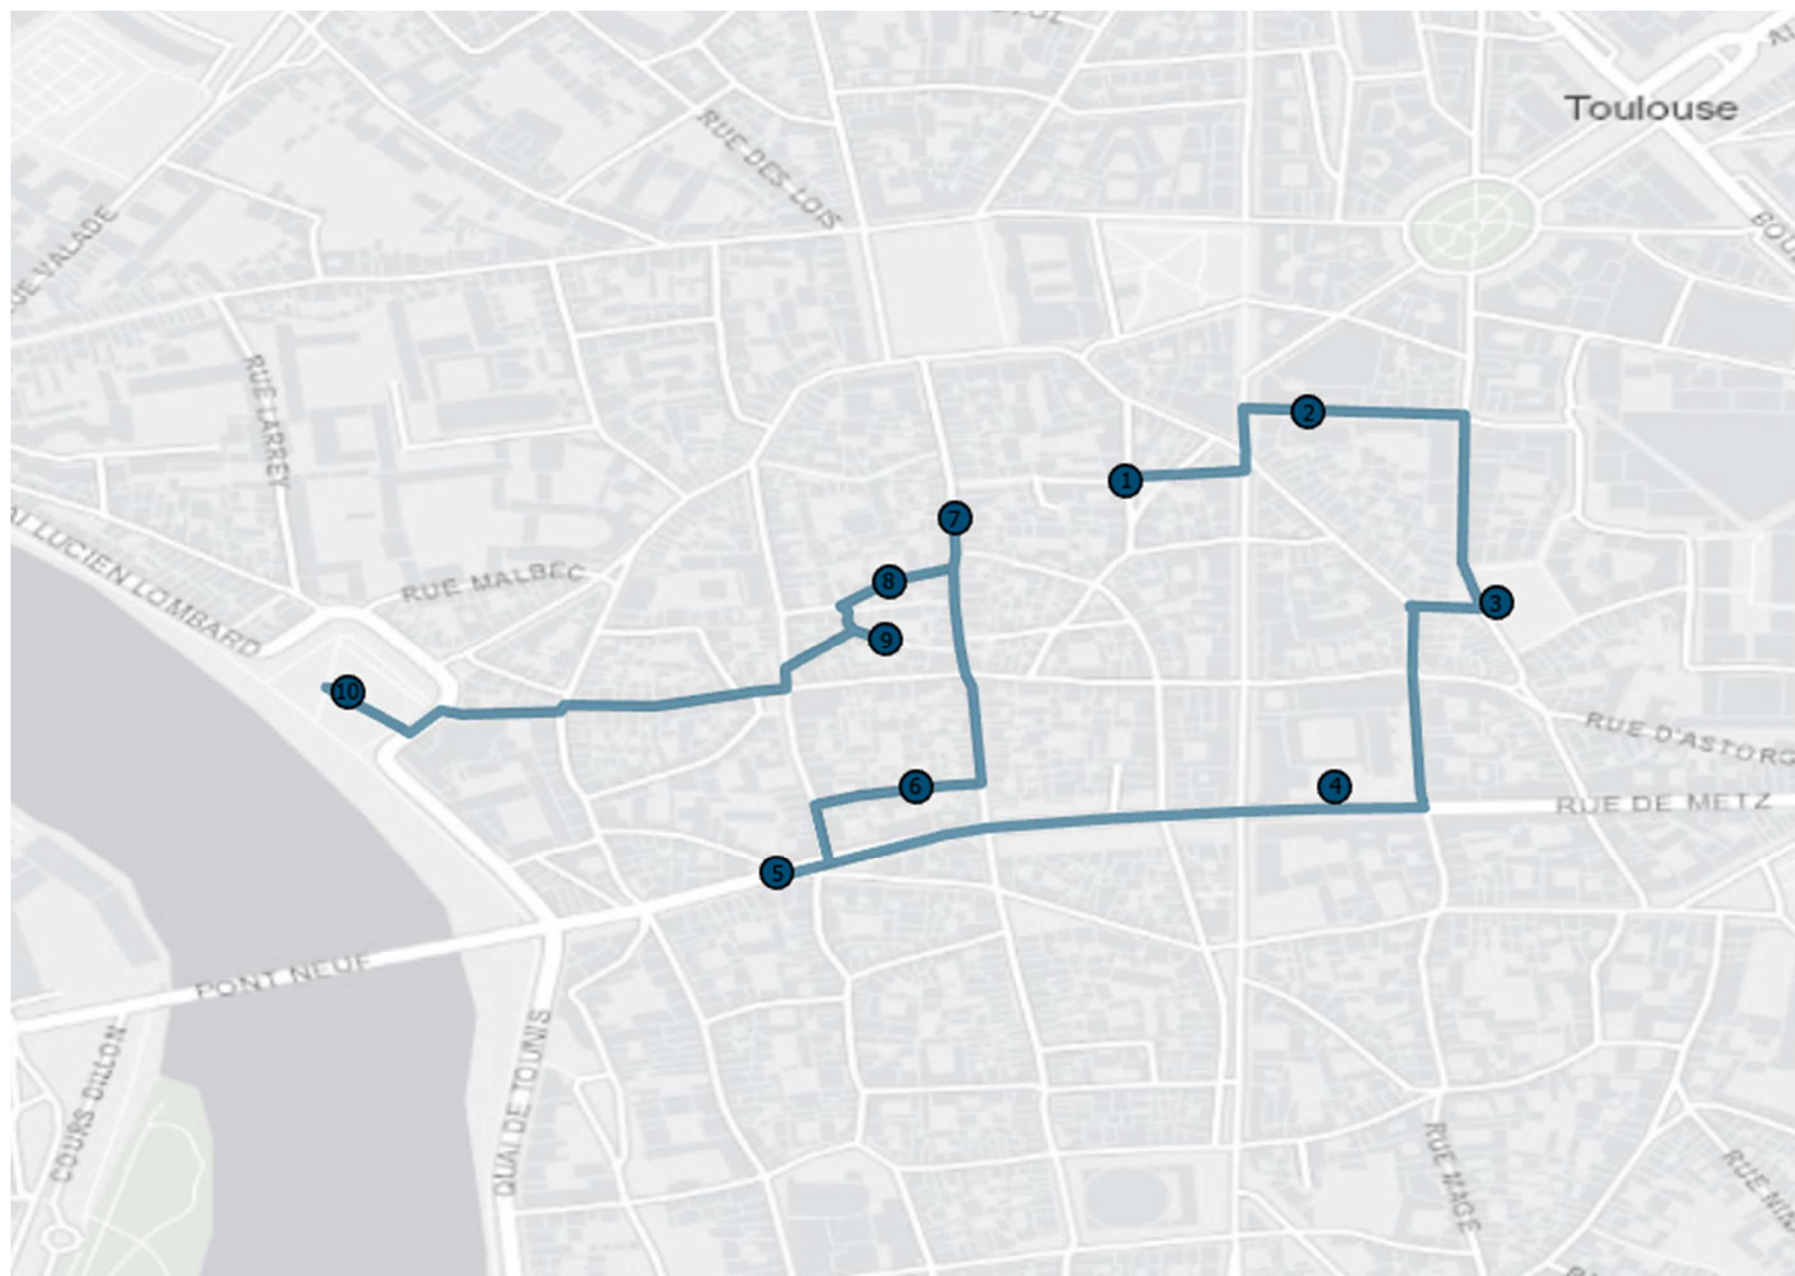 Toulouse
RUE DES LOIS
RUE VALADE
RUE LARREY
LUCIEN LOMBARD
RUE MALBEC
1
2
3
4
5
6
7
8
9
10
RUE D'ASTORG
RUE DE METZ
PONT NEUF
COURS DILLON
QUAI DE TOUNIS
RUE MAGE